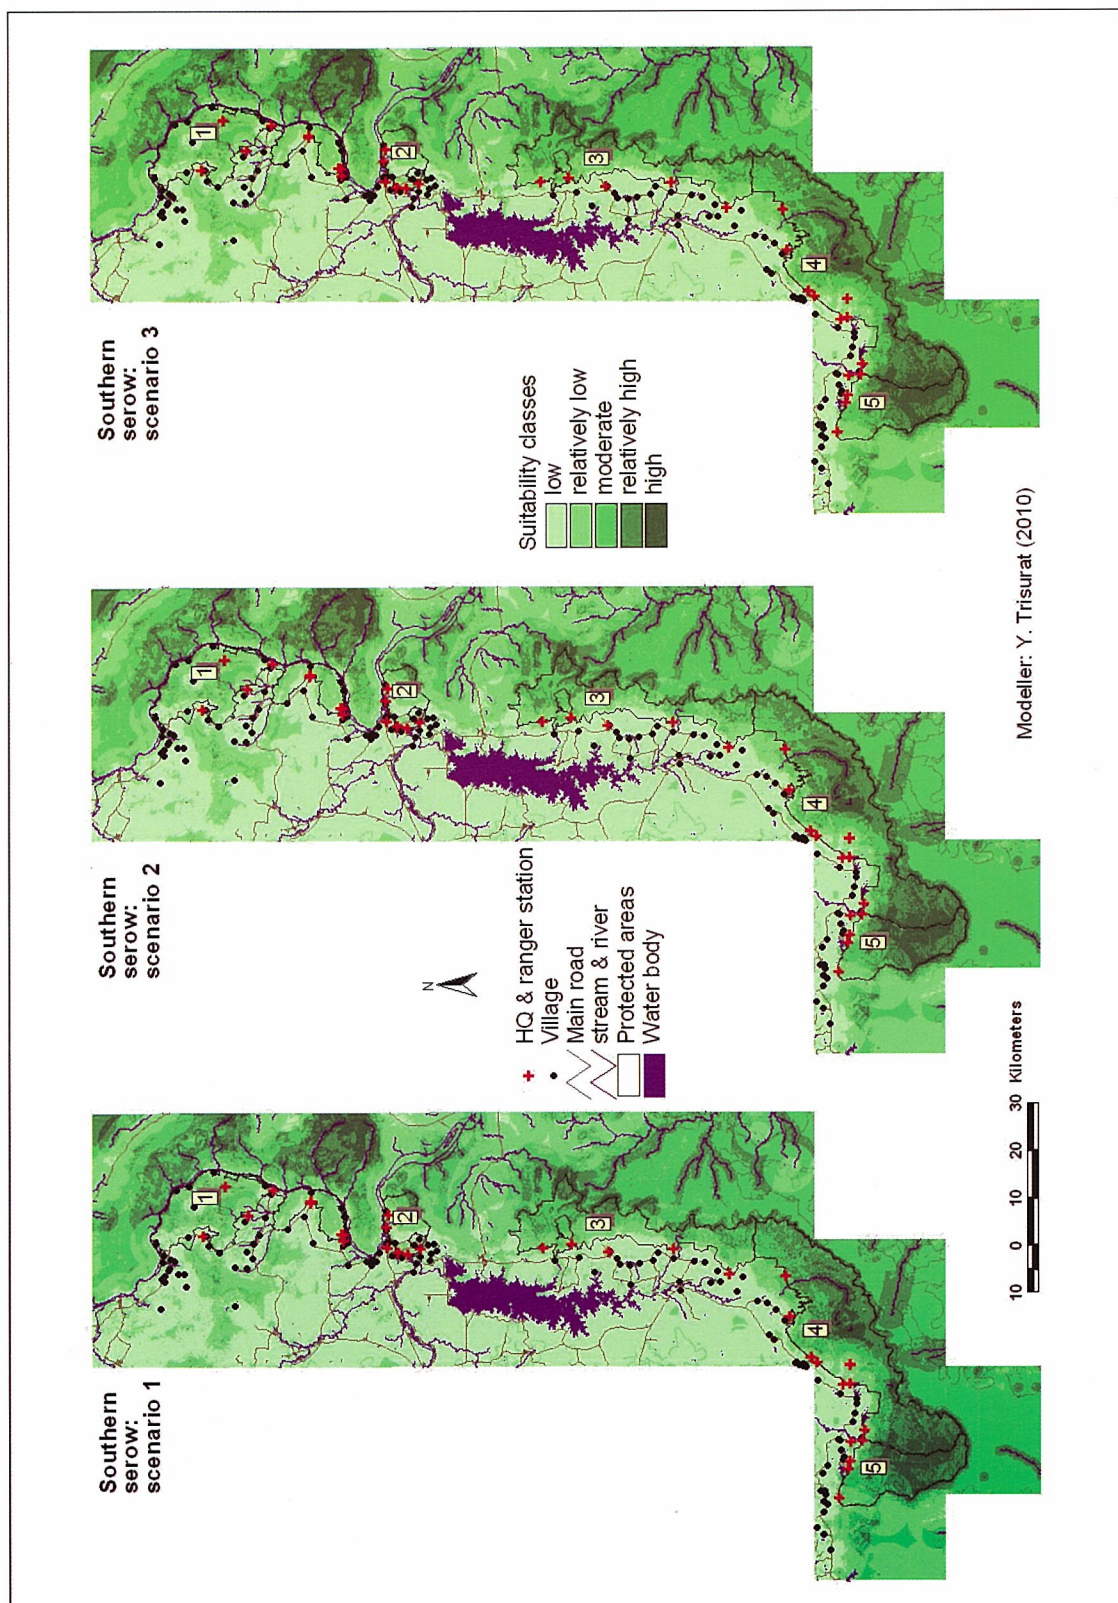 Southern
serow:
scenario 1
1
2
3
4
5
Southern
serow:
scenario 2
1
2
3
4
5
Southern
serow:
scenario 3
1
2
3
4
5
N
HQ & ranger station
Village
Main road
stream & river
Protected areas
Water body
Suitability classes
low
relatively low
moderate
relatively high
high
10 0 10 20 30 Kilometers
Modeller: Y. Trisurat (2010)